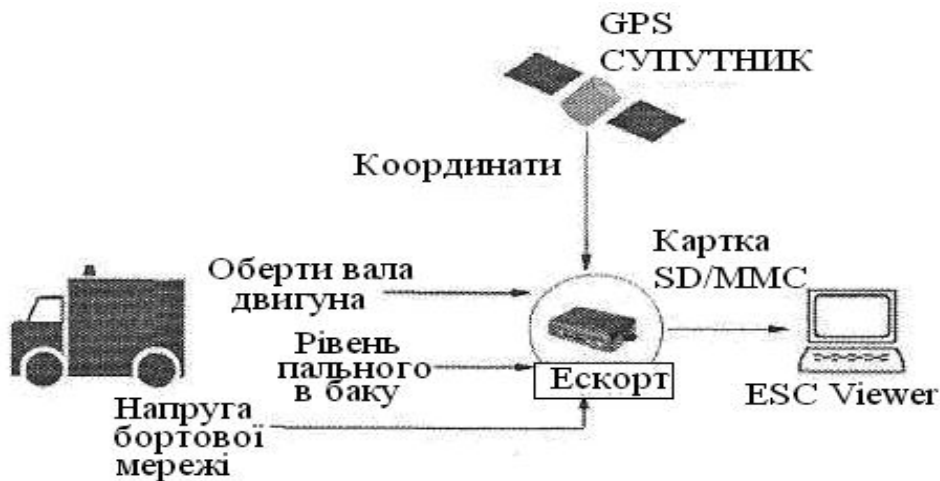 GPS
СУПУТНИК
Координати
Картка
SD/MMC
Оберти вала
двигуна
Рівень
пального
в баку
Ескорт
ESC Viewer
Напруга
бортової
мережі